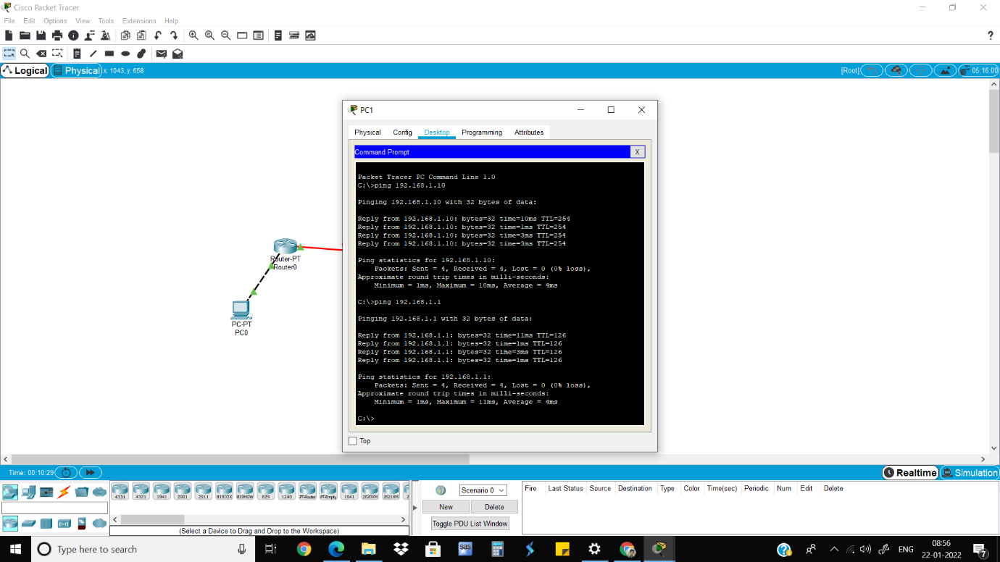 Cisco Packet Tracer
File Edit Options View Tools Extensions Help
?
Logical Physical x: 1043, y: 658 [Root] 05:16:00
PC1
Physical Config Desktop Programming Attributes
Command Prompt X
Packet Tracer PC Command Line 1.0
C:\>ping 192.168.1.10
Pinging 192.168.1.10 with 32 bytes of data:
Reply from 192.168.1.10: bytes=32 time=10ms TTL=254
Reply from 192.168.1.10: bytes=32 time=1ms TTL=254
Reply from 192.168.1.10: bytes=32 time=3ms TTL=254
Reply from 192.168.1.10: bytes=32 time=3ms TTL=254
Ping statistics for 192.168.1.10:
Packets: Sent = 4, Received = 4, Lost = 0 (0% loss),
Approximate round trip times in milli-seconds:
Minimum = 1ms, Maximum = 10ms, Average = 4ms
C:\>ping 192.168.1.1
Pinging 192.168.1.1 with 32 bytes of data:
Reply from 192.168.1.1: bytes=32 time=11ms TTL=126
Reply from 192.168.1.1: bytes=32 time=1ms TTL=126
Reply from 192.168.1.1: bytes=32 time=3ms TTL=126
Reply from 192.168.1.1: bytes=32 time=1ms TTL=126
Ping statistics for 192.168.1.1:
Packets: Sent = 4, Received = 4, Lost = 0 (0% loss),
Approximate round trip times in milli-seconds:
Minimum = 1ms, Maximum = 11ms, Average = 4ms
C:\>
Top
Router-PT
Router0
PC-PT
PC0
Time: 00:10:29 Realtime Simulation
4331 4321 1941 2901 2911 819IOX 819HGW 829 1240 PT-Router PT-Empty 1841 2620XM 2621XM 2
(Select a Device to Drag and Drop to the Workspace)
Scenario 0
New Delete
Toggle PDU List Window
Fire Last Status Source Destination Type Color Time(sec) Periodic Num Edit Delete
Type here to search
sas
ENG
08:56
22-01-2022
7